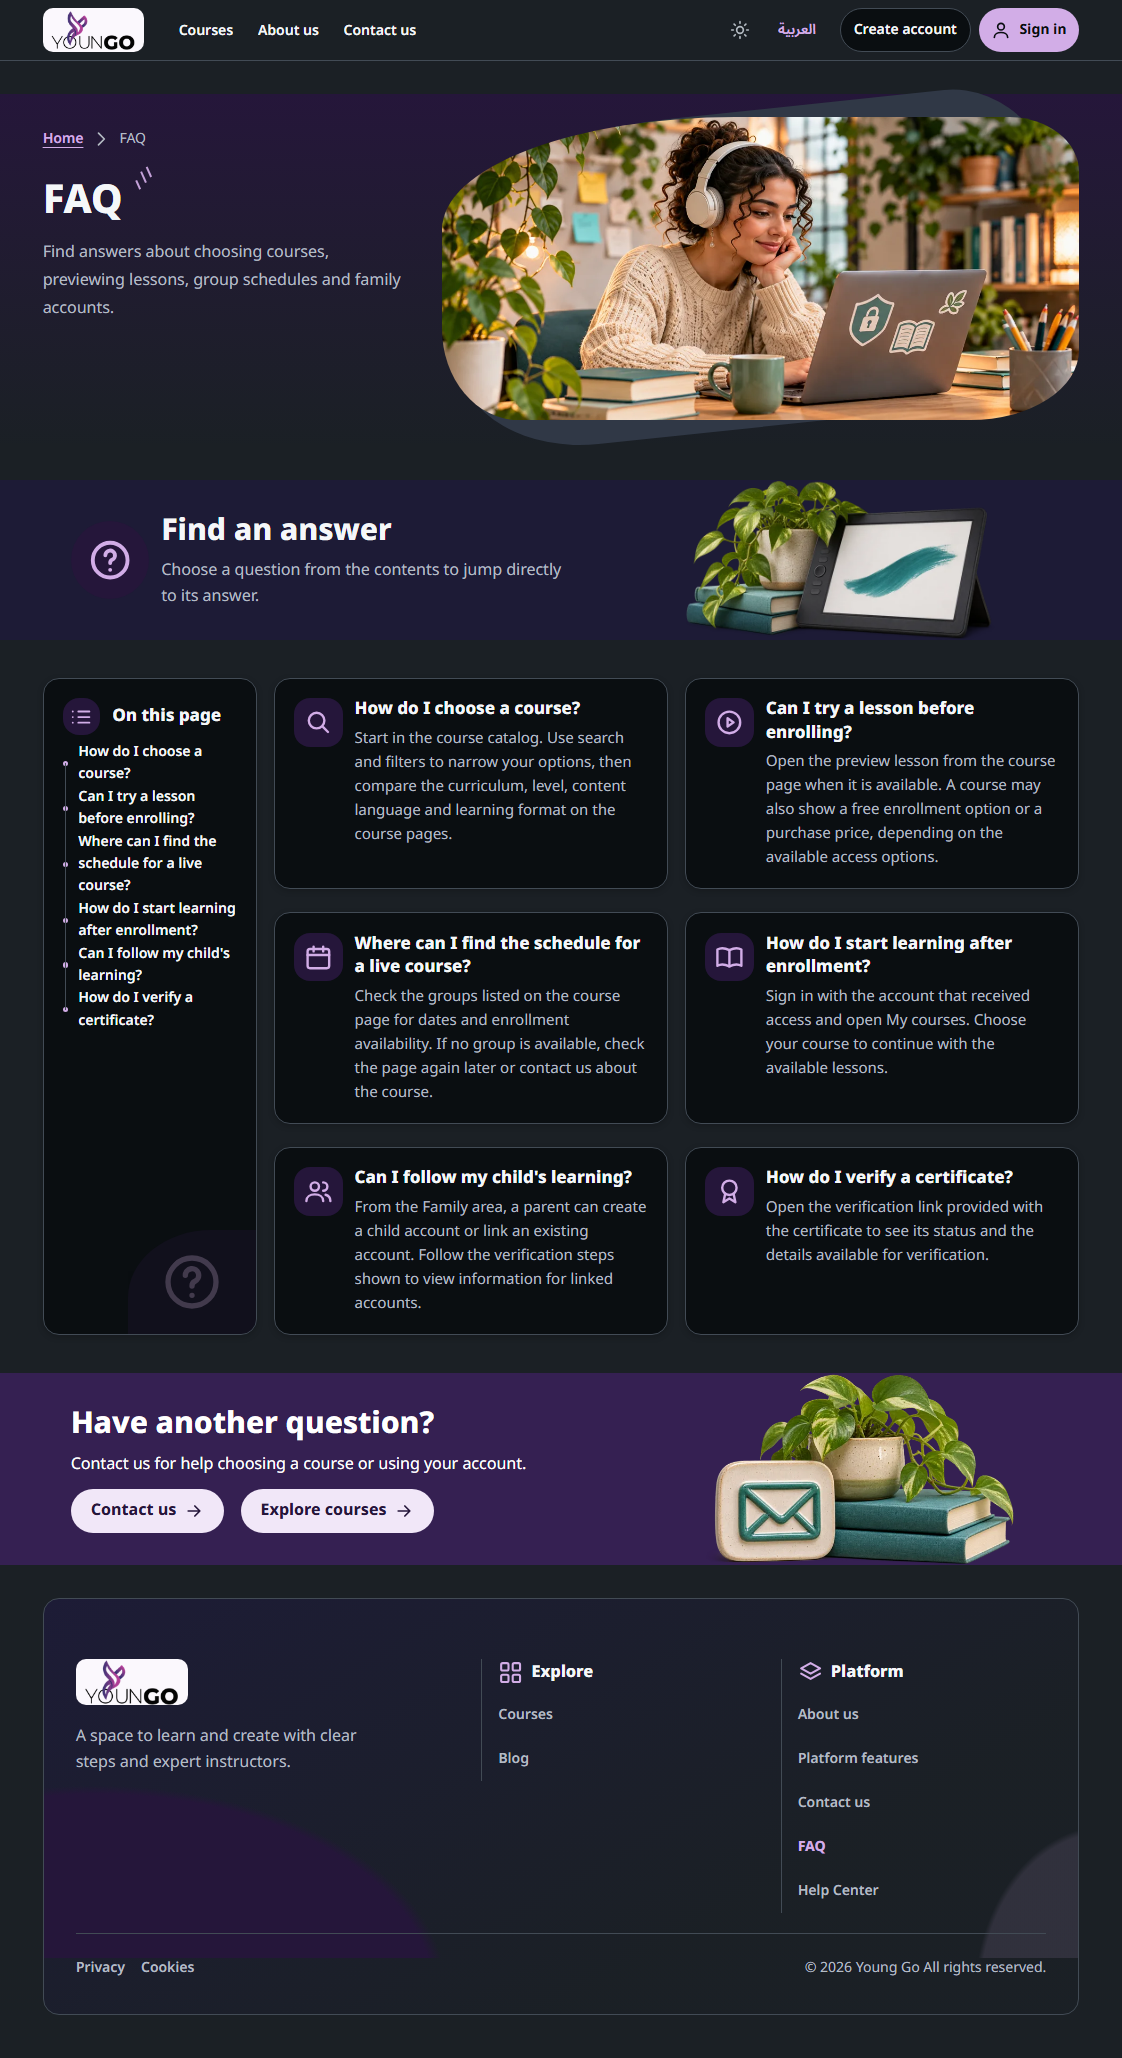 YOUNGO
Courses
About us
Contact us
العربية
Create account
Sign in
Home
FAQ
FAQ
Find answers about choosing courses,
previewing lessons, group schedules and family
accounts.
Find an answer
Choose a question from the contents to jump directly
to its answer.
On this page
How do I choose a
course?
Can I try a lesson
before enrolling?
Where can I find the
schedule for a live
course?
How do I start learning
after enrollment?
Can I follow my child's
learning?
How do I verify a
certificate?
How do I choose a course?
Start in the course catalog. Use search
and filters to narrow your options, then
compare the curriculum, level, content
language and learning format on the
course pages.
Can I try a lesson before
enrolling?
Open the preview lesson from the course
page when it is available. A course may
also show a free enrollment option or a
purchase price, depending on the
available access options.
Where can I find the schedule for
a live course?
Check the groups listed on the course
page for dates and enrollment
availability. If no group is available, check
the page again later or contact us about
the course.
How do I start learning after
enrollment?
Sign in with the account that received
access and open My courses. Choose
your course to continue with the
available lessons.
Can I follow my child's learning?
From the Family area, a parent can create
a child account or link an existing
account. Follow the verification steps
shown to view information for linked
accounts.
How do I verify a certificate?
Open the verification link provided with
the certificate to see its status and the
details available for verification.
Have another question?
Contact us for help choosing a course or using your account.
Contact us
Explore courses
YOUNGO
A space to learn and create with clear
steps and expert instructors.
Explore
Courses
Blog
Platform
About us
Platform features
Contact us
FAQ
Help Center
Privacy
Cookies
© 2026 Young Go All rights reserved.